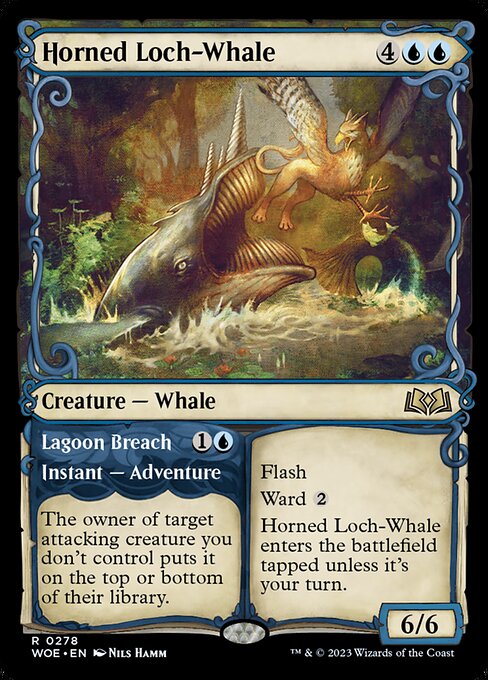 Horned Loch-Whale 4
Creature — Whale
Lagoon Breach 1
Instant — Adventure
The owner of target
attacking creature you
don't control puts it
on the top or bottom
of their library.
Flash
Ward 2
Horned Loch-Whale
enters the battlefield
tapped unless it's
your turn.
6/6
R 0278
WOE • EN Nils Hamm
™ & © 2023 Wizards of the Coast